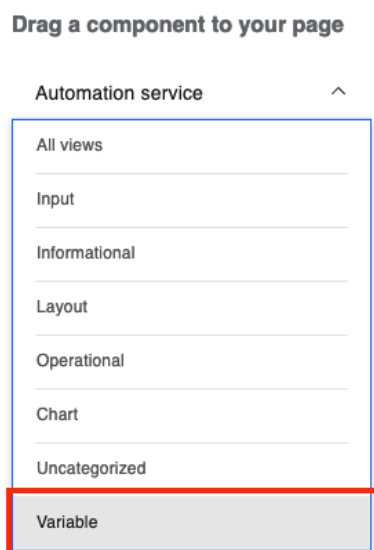 Drag a component to your page
Automation service
All views
Input
Informational
Layout
Operational
Chart
Uncategorized
Variable